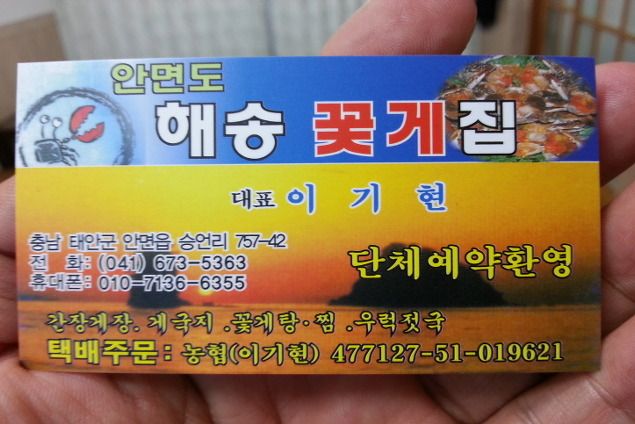 안면도
해송 꽃게집
대표 이 기 현
충남 태안군 안면읍 승언리 757-42
전 화: (041) 673-5363
휴대폰: 010-7136-6355
단체예약환영
간장게장. 게국지 .꽃게탕·찜 .우럭젓국
택배주문: 농협(이기현) 477127-51-019621